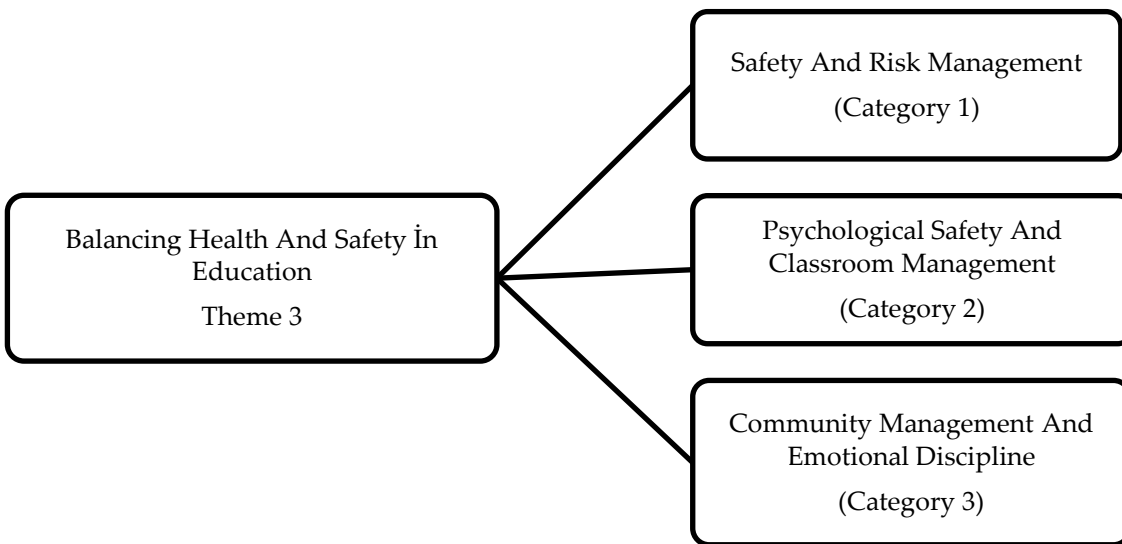 Safety And Risk Management
(Category 1)
Balancing Health And Safety İn
Education
Theme 3
Psychological Safety And
Classroom Management
(Category 2)
Community Management And
Emotional Discipline
(Category 3)